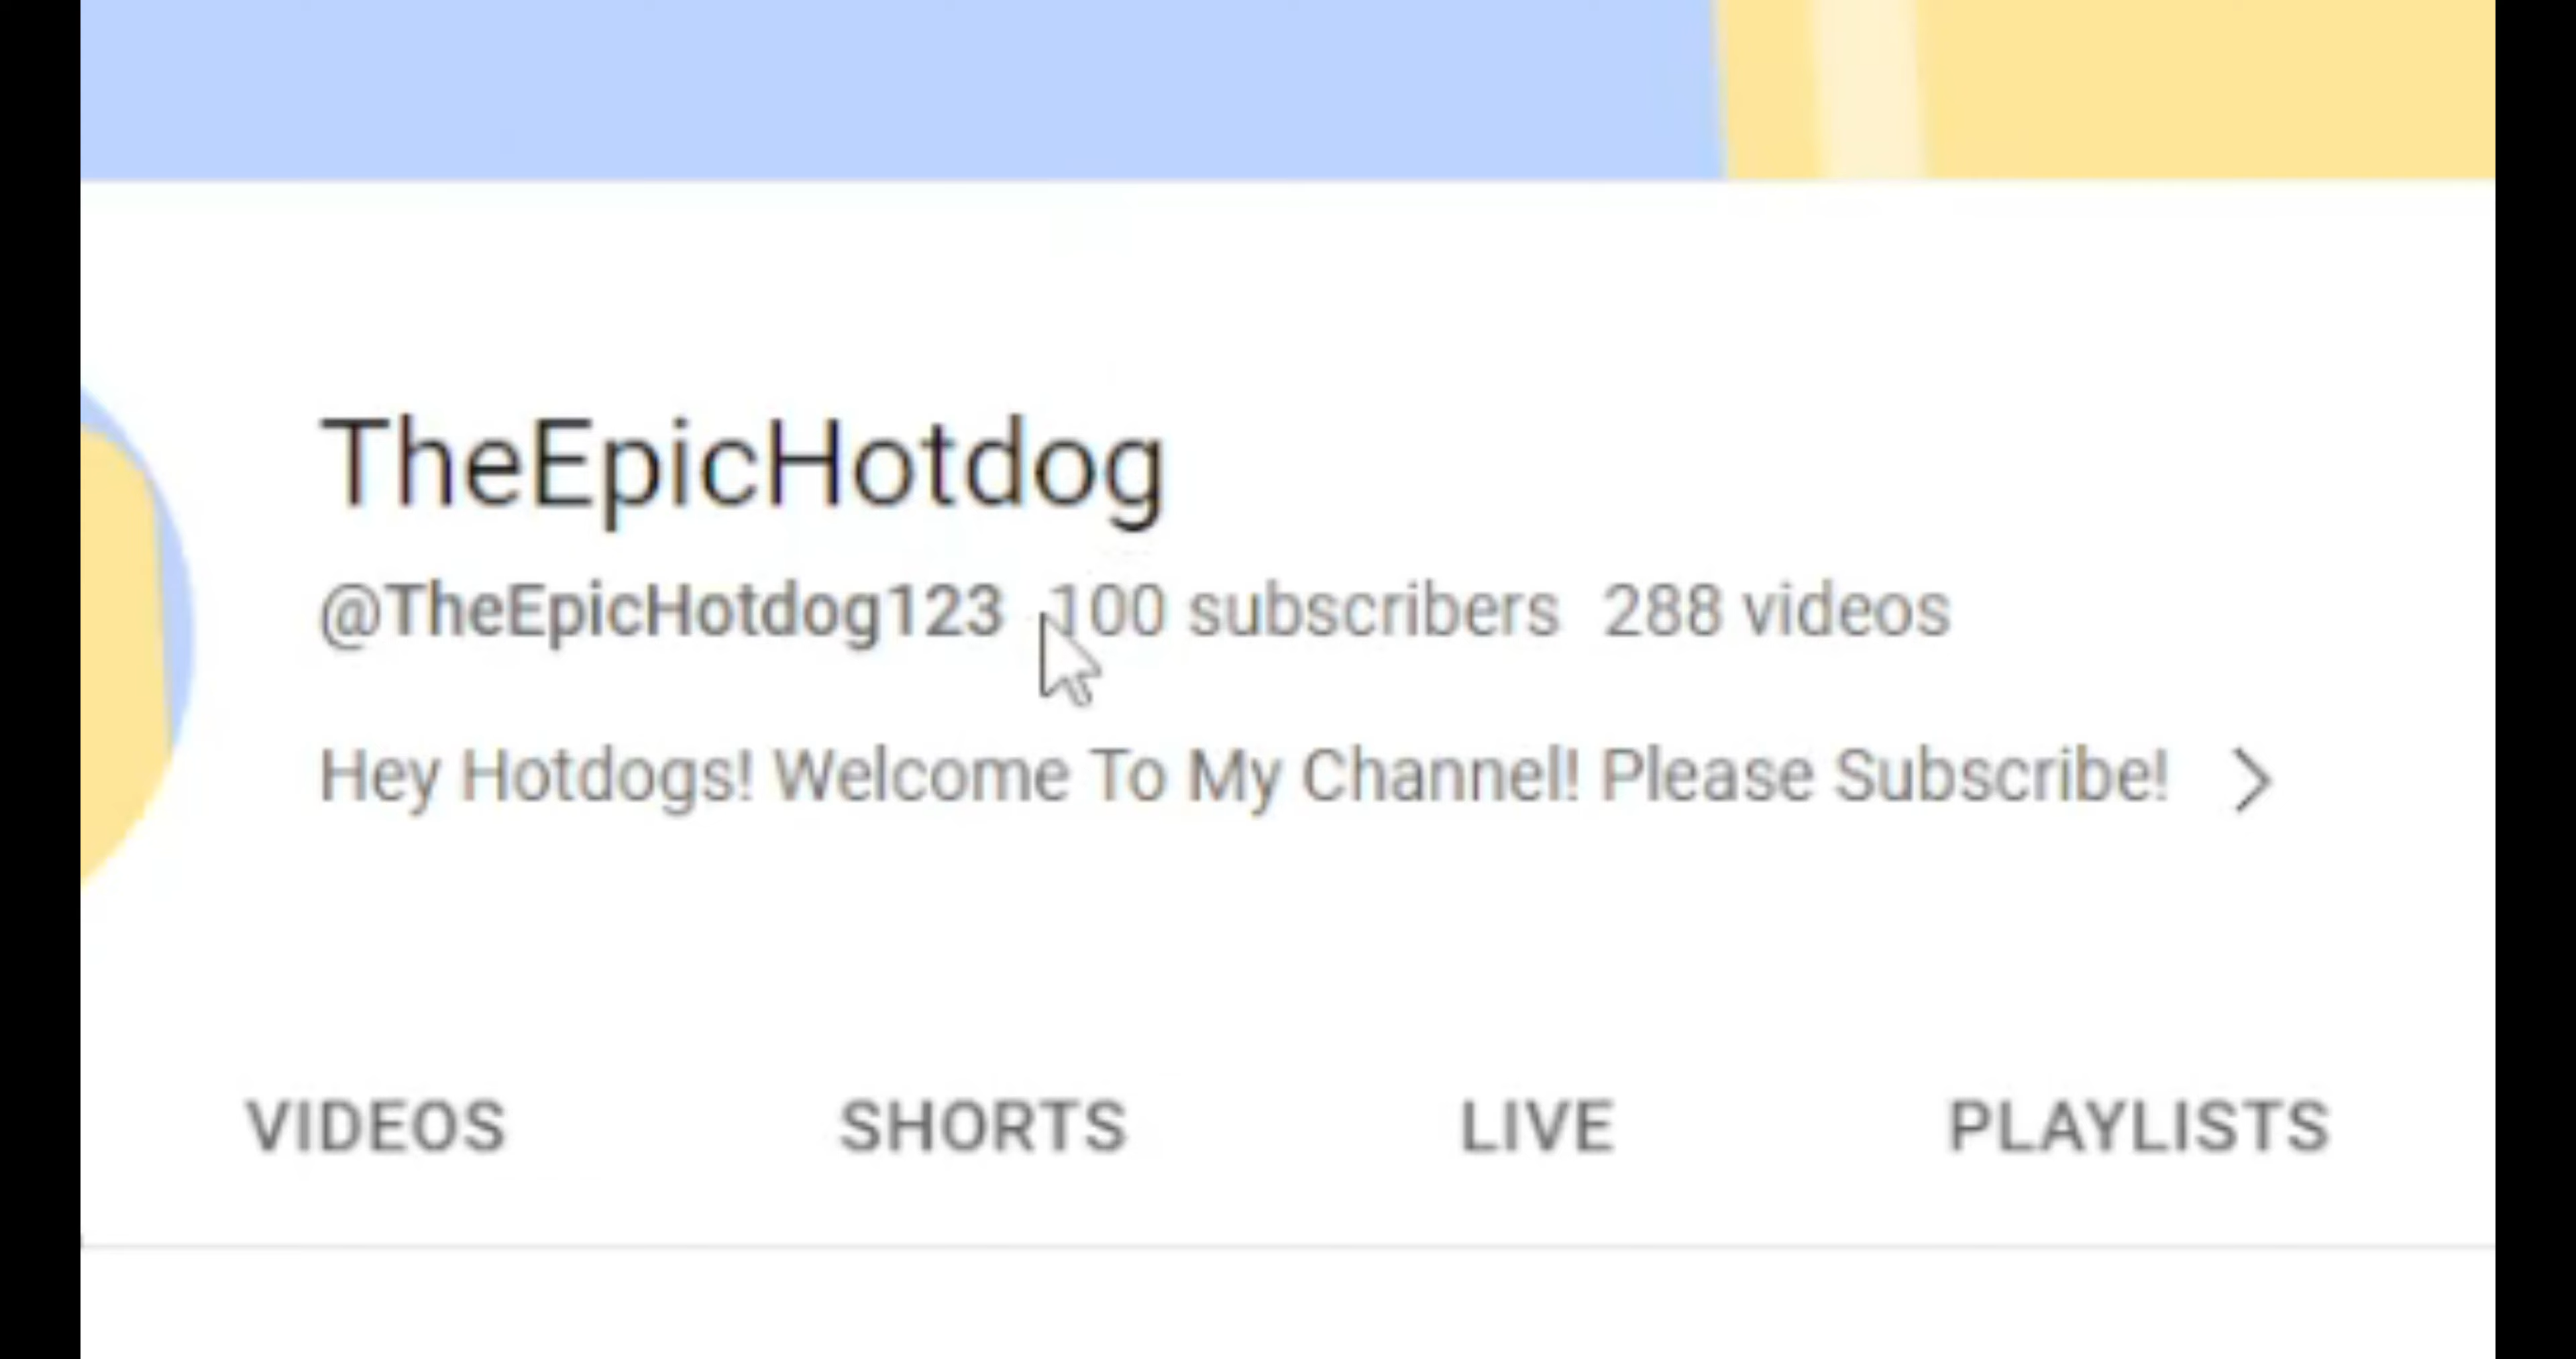 TheEpicHotdog
@TheEpicHotdog123 100 subscribers 288 videos
Hey Hotdogs! Welcome To My Channel! Please Subscribe!
VIDEOS SHORTS LIVE PLAYLISTS